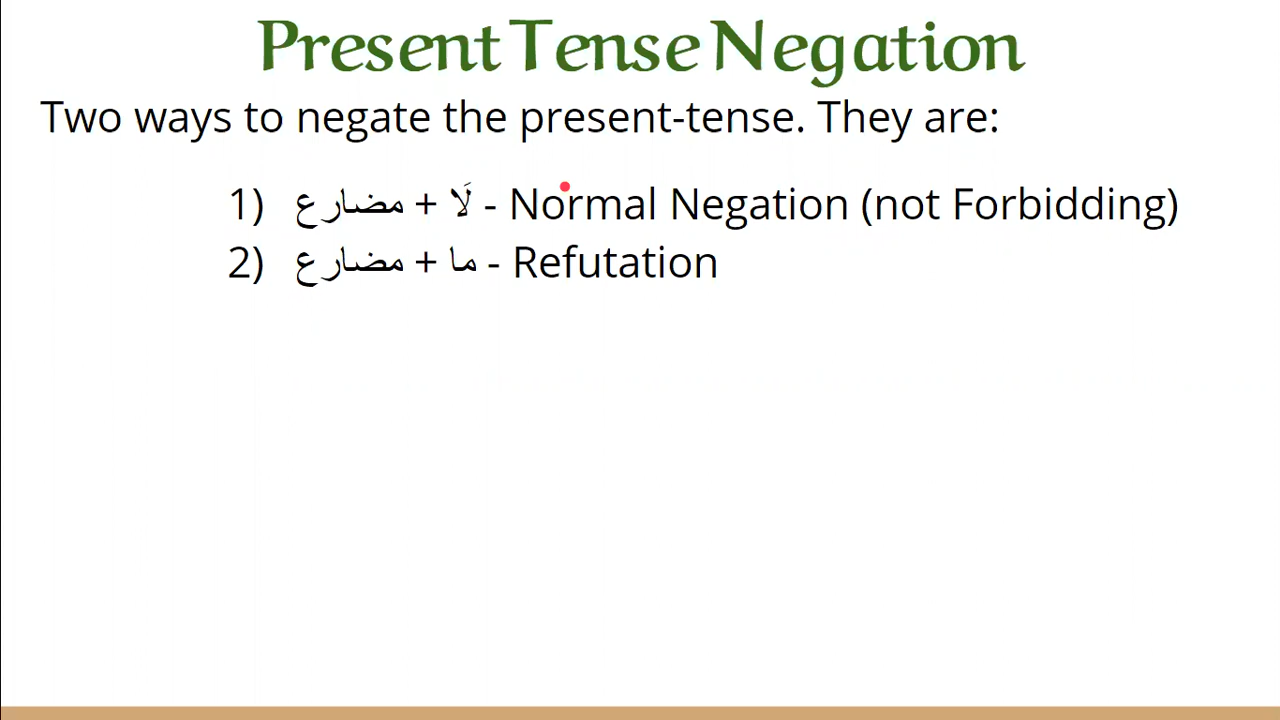 Present Tense Negation
Two ways to negate the present-tense. They are:
1) مضارع + لَا - Normal Negation (not Forbidding)
2) مضارع + ما - Refutation